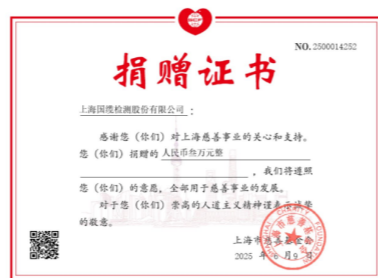 NO.2500014252
捐赠证书
上海国缆检测股份有限公司：
感谢您（你们）对上海慈善事业的关心和支持。
您（你们）捐赠的 人民币叁万元整
，我们将遵照
您（你们）的意愿，全部用于慈善事业的发展。
对于您（你们）崇高的人道主义精神谨表示诚挚
的敬意。
上海市慈善基金会
2025 年 6 月 9 日